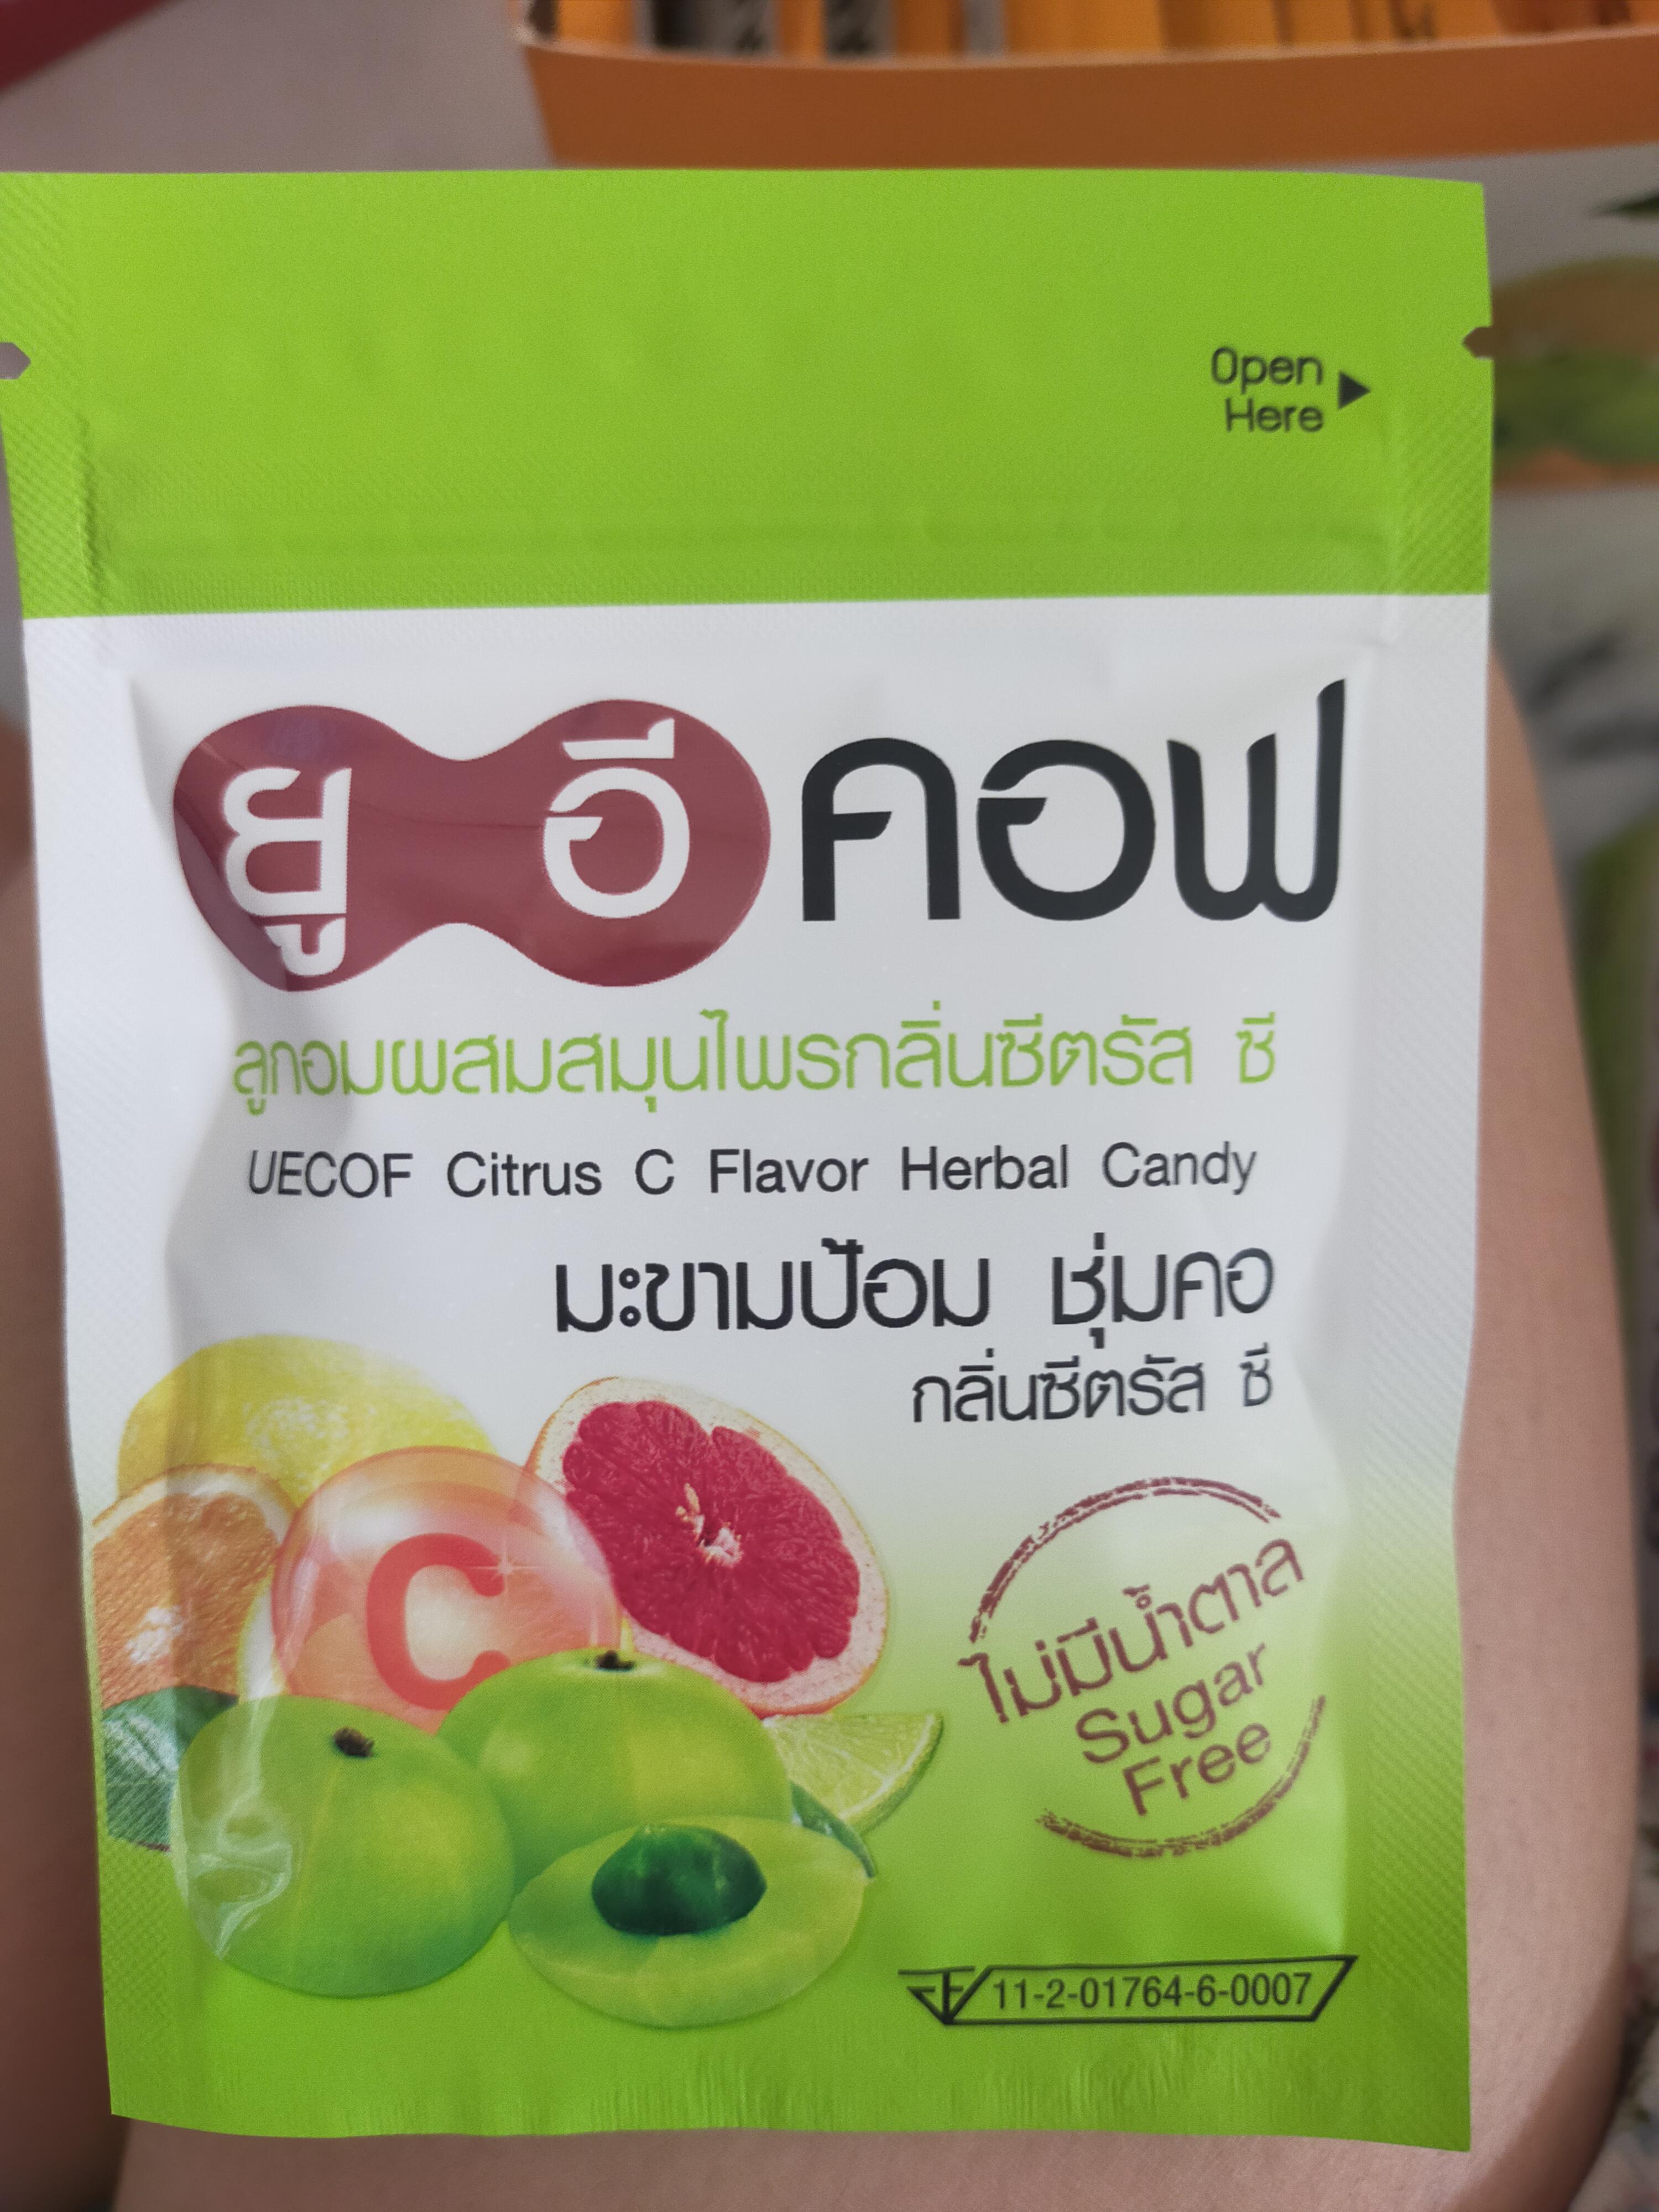 Open
Here
ยู อี คอฟ
ลูกอมผสมสมุนไพรกลิ่นซีตรัส ซี
UECOF Citrus C Flavor Herbal Candy
มะขามป้อม ชุ่มคอ
กลิ่นซีตรัส ซี
C
ไม่มีน้ำตาล
Sugar
Free
11-2-01764-6-0007